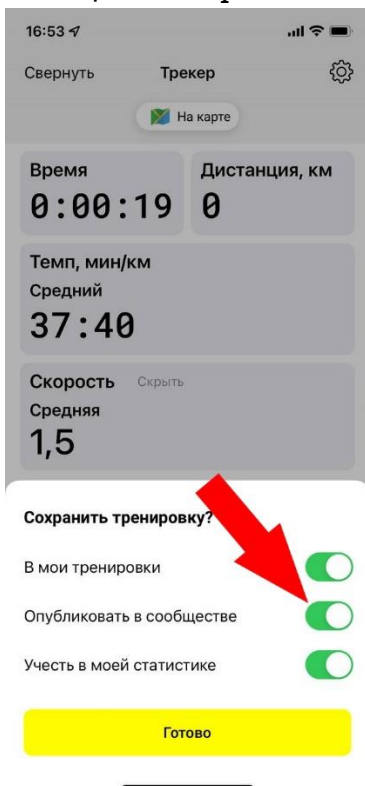 16:53
Свернуть Трекер
На карте
Время Дистанция, км
0:00:19 0
Темп, мин/км
Средний
37:40
Скорость Скрыть
Средняя
1,5
Сохранить тренировку?
В мои тренировки
Опубликовать в сообществе
Учесть в моей статистике
Готово